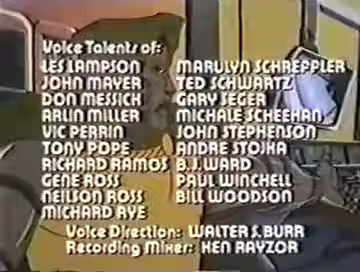 Voice Talents of:
LES LAMPSON MARULYN SCHREPPLER
JOHN MAYER TED SCHWARTZ
DON MESSICK GARY SEGER
ARLIN MILLER MICHALE SCHEEHAN
VIC PERRIN JOHN STEPHENSON
TONY POPE ANDRE STOJKA
RICHARD RAMOS B.J. WARD
GENE ROSS PAUL WINCHELL
NEILSON ROSS BILL WOODSON
MICHARD RYE
Voice Direction: WALTER S. BURR
Recording Mixer: KEN RAYZOR